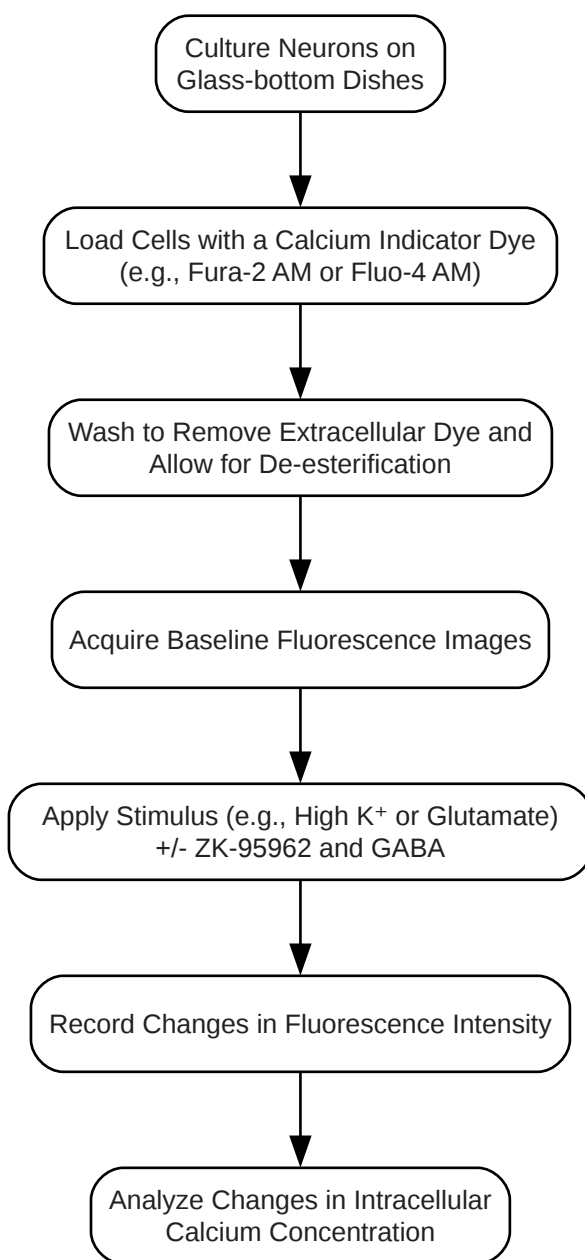 Culture Neurons on
Glass-bottom Dishes
Load Cells with a Calcium Indicator Dye
(e.g., Fura-2 AM or Fluo-4 AM)
Wash to Remove Extracellular Dye and
Allow for De-esterification
Acquire Baseline Fluorescence Images
Apply Stimulus (e.g., High K⁺ or Glutamate)
+/- ZK-95962 and GABA
Record Changes in Fluorescence Intensity
Analyze Changes in Intracellular
Calcium Concentration